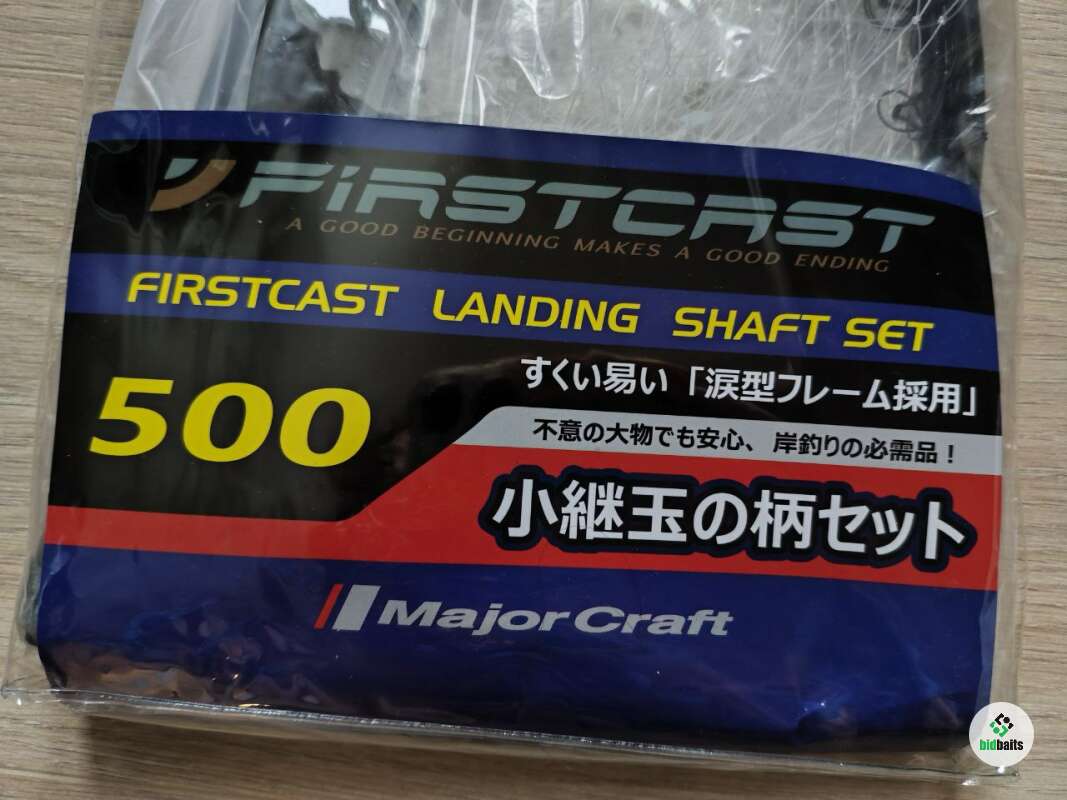 FIRSTCAST
A GOOD BEGINNING MAKES A GOOD ENDING
FIRSTCAST LANDING SHAFT SET
500
すくい易い「涙型フレーム採用」
不意の大物でも安心、岸釣りの必需品！
小継玉の柄セット
Major Craft
bidbaits